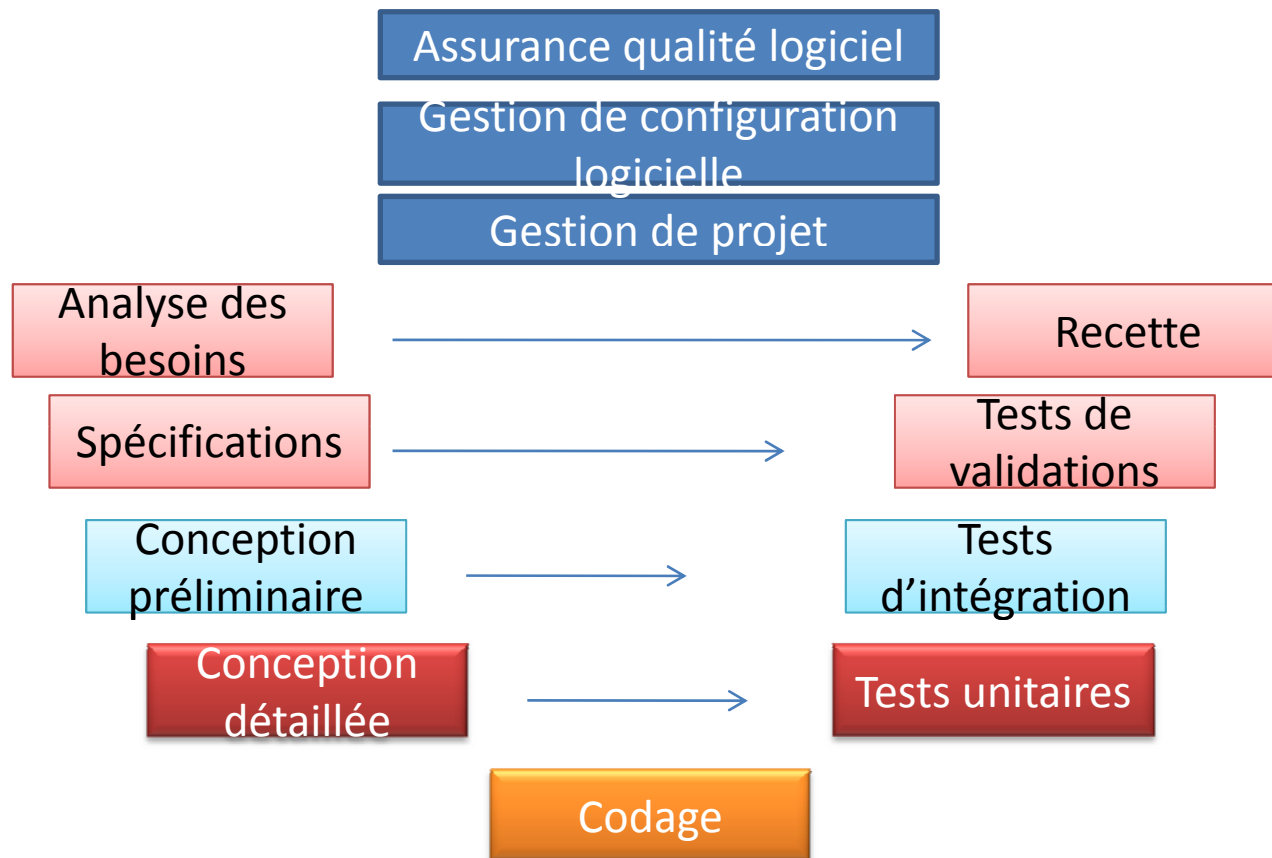 Assurance qualité logiciel
Gestion de configuration
logicielle
Gestion de projet
Analyse des
besoins
Recette
Spécifications
Tests de
validations
Conception
préliminaire
Tests
d’intégration
Conception
détaillée
Tests unitaires
Codage